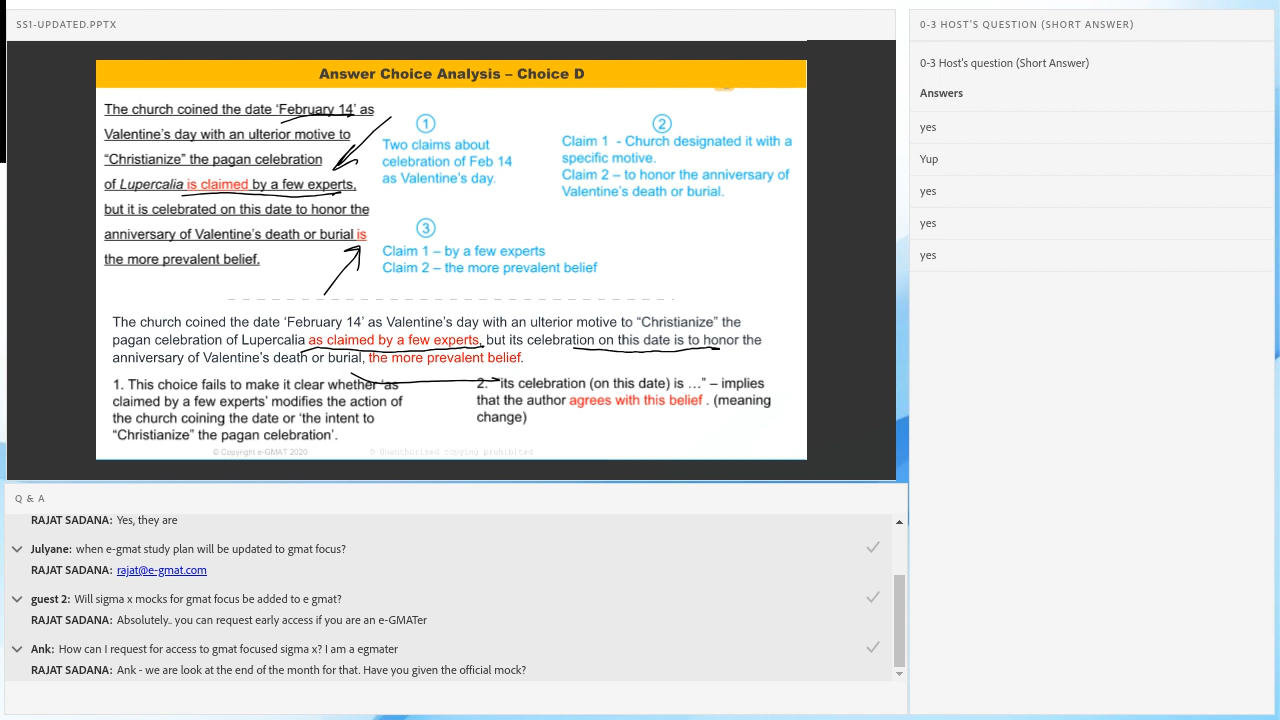 SS1-UPDATED.PPTX
Answer Choice Analysis – Choice D
The church coined the date ‘February 14’ as
Valentine’s day with an ulterior motive to
“Christianize” the pagan celebration
of Lupercalia is claimed by a few experts,
but it is celebrated on this date to honor the
anniversary of Valentine’s death or burial is
the more prevalent belief.
1
Two claims about
celebration of Feb 14
as Valentine’s day.
2
Claim 1 - Church designated it with a
specific motive.
Claim 2 – to honor the anniversary of
Valentine’s death or burial.
3
Claim 1 – by a few experts
Claim 2 – the more prevalent belief
The church coined the date ‘February 14’ as Valentine’s day with an ulterior motive to “Christianize” the
pagan celebration of Lupercalia as claimed by a few experts, but its celebration on this date is to honor the
anniversary of Valentine’s death or burial, the more prevalent belief.
1. This choice fails to make it clear whether ‘as
claimed by a few experts’ modifies the action of
the church coining the date or ‘the intent to
“Christianize” the pagan celebration’.
2. “its celebration (on this date) is …” – implies
that the author agrees with this belief . (meaning
change)
© Copyright e-GMAT 2020
© Unauthorised copying prohibited
Q & A
RAJAT SADANA: Yes, they are
Julyane: when e-gmat study plan will be updated to gmat focus?
RAJAT SADANA: rajat@e-gmat.com
guest 2: Will sigma x mocks for gmat focus be added to e gmat?
RAJAT SADANA: Absolutely.. you can request early access if you are an e-GMATer
Ank: How can I request for access to gmat focused sigma x? I am a egmater
RAJAT SADANA: Ank - we are look at the end of the month for that. Have you given the official mock?
0-3 HOST'S QUESTION (SHORT ANSWER)
0-3 Host's question (Short Answer)
Answers
yes
Yup
yes
yes
yes